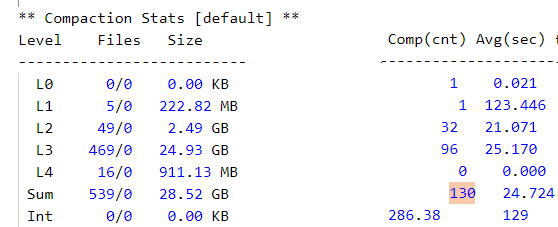 ** Compaction Stats [default] **
Level Files Size Comp(cnt) Avg(sec)
L0 0/0 0.00 KB 1 0.021
L1 5/0 222.82 MB 1 123.446
L2 49/0 2.49 GB 32 21.071
L3 469/0 24.93 GB 96 25.170
L4 16/0 911.13 MB 0 0.000
Sum 539/0 28.52 GB 130 24.724
Int 0/0 0.00 KB 286.38 129